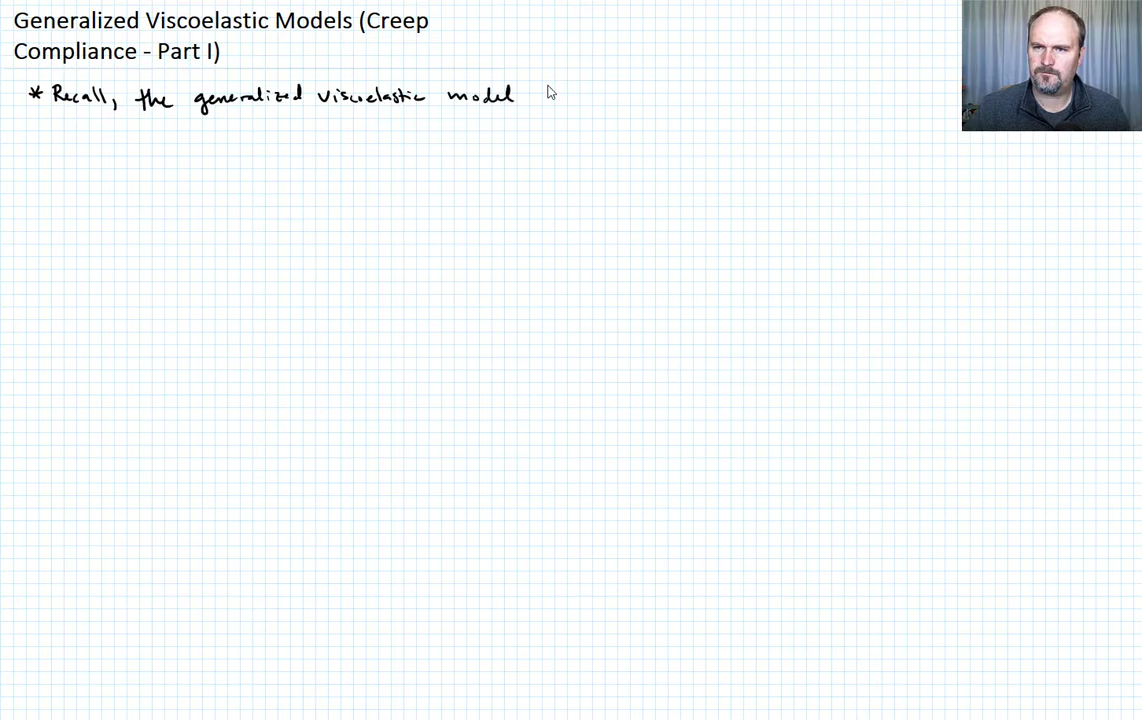 Generalized Viscoelastic Models (Creep
Compliance - Part I)
* Recall, the generalized viscoelastic model